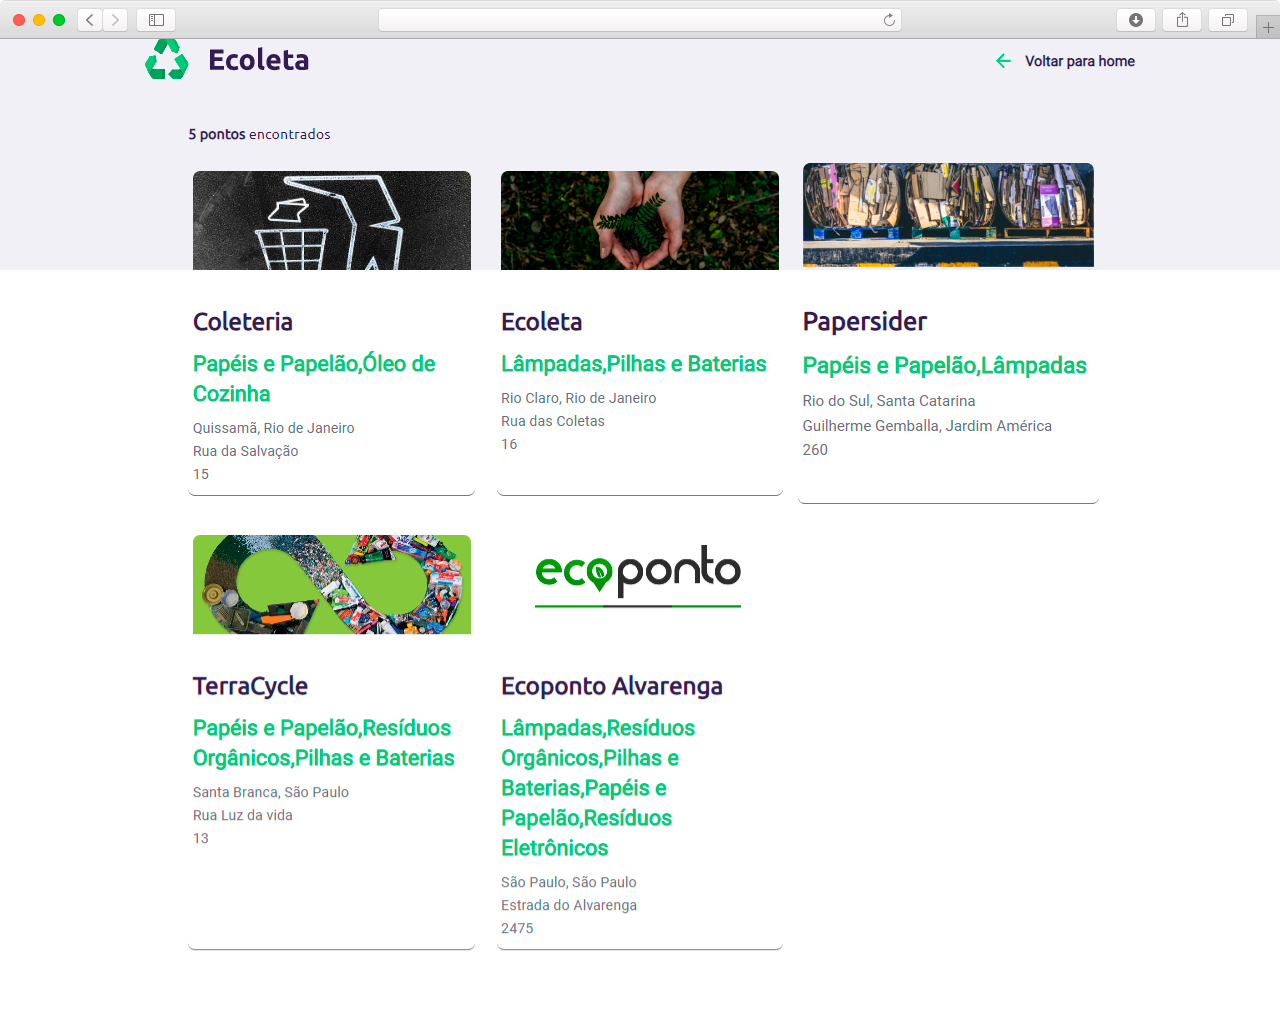 Ecoleta
Voltar para home
5 pontos encontrados
Coleteria
Papéis e Papelão,Óleo de
Cozinha
Quissamã, Rio de Janeiro
Rua da Salvação
15
Ecoleta
Lâmpadas,Pilhas e Baterias
Rio Claro, Rio de Janeiro
Rua das Coletas
16
Papersider
Papéis e Papelão,Lâmpadas
Rio do Sul, Santa Catarina
Guilherme Gemballa, Jardim América
260
TerraCycle
Papéis e Papelão,Resíduos
Orgânicos,Pilhas e Baterias
Santa Branca, São Paulo
Rua Luz da vida
13
ecoponto
Ecoponto Alvarenga
Lâmpadas,Resíduos
Orgânicos,Pilhas e
Baterias,Papéis e
Papelão,Resíduos
Eletrônicos
São Paulo, São Paulo
Estrada do Alvarenga
2475